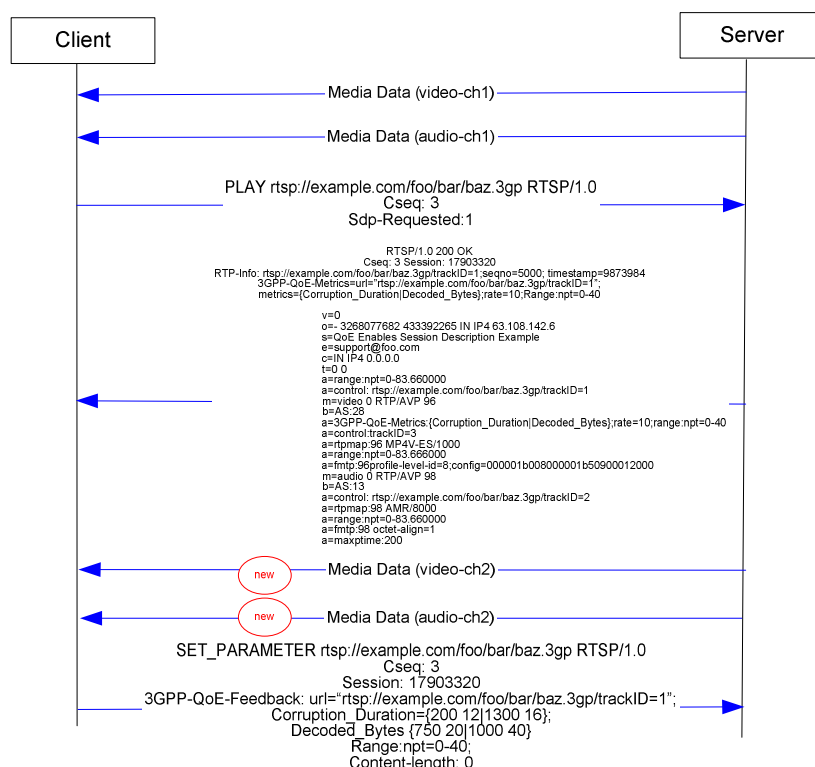 Client
Server
Media Data (video-ch1)
Media Data (audio-ch1)
PLAY rtsp://example.com/foo/bar/baz.3gp RTSP/1.0
Cseq: 3
Sdp-Requested:1
RTSP/1.0 200 OK
Cseq: 3 Session: 17903320
RTP-Info: rtsp://example.com/foo/bar/baz.3gp/trackID=1;seqno=5000; timestamp=9873984
3GPP-QoE-Metrics=url="rtsp://example.com/foo/bar/baz.3gp/trackID=1";
metrics={Corruption_Duration|Decoded_Bytes};rate=10;Range:npt=0-40
v=0
o=- 3268077682 433392265 IN IP4 63.108.142.6
s=QoE Enables Session Description Example
e=support@foo.com
c=IN IP4 0.0.0.0
t=0 0
a=range:npt=0-83.660000
a=control: rtsp://example.com/foo/bar/baz.3gp/trackID=1
m=video 0 RTP/AVP 96
b=AS:28
a=3GPP-QoE-Metrics:{Corruption_Duration|Decoded_Bytes};rate=10;range:npt=0-40
a=control:trackID=3
a=rtpmap:96 MP4V-ES/1000
a=range:npt=0-83.666000
a=fmtp:96profile-level-id=8;config=000001b008000001b50900012000
m=audio 0 RTP/AVP 98
b=AS:13
a=control: rtsp://example.com/foo/bar/baz.3gp/trackID=2
a=rtpmap:98 AMR/8000
a=range:npt=0-83.660000
a=fmtp:98 octet-align=1
a=maxptime:200
new
Media Data (video-ch2)
new
Media Data (audio-ch2)
SET_PARAMETER rtsp://example.com/foo/bar/baz.3gp RTSP/1.0
Cseq: 3
Session: 17903320
3GPP-QoE-Feedback: url=“rtsp://example.com/foo/bar/baz.3gp/trackID=1”;
Corruption_Duration={200 12|1300 16};
Decoded_Bytes {750 20|1000 40}
Range:npt=0-40;
Content-length: 0